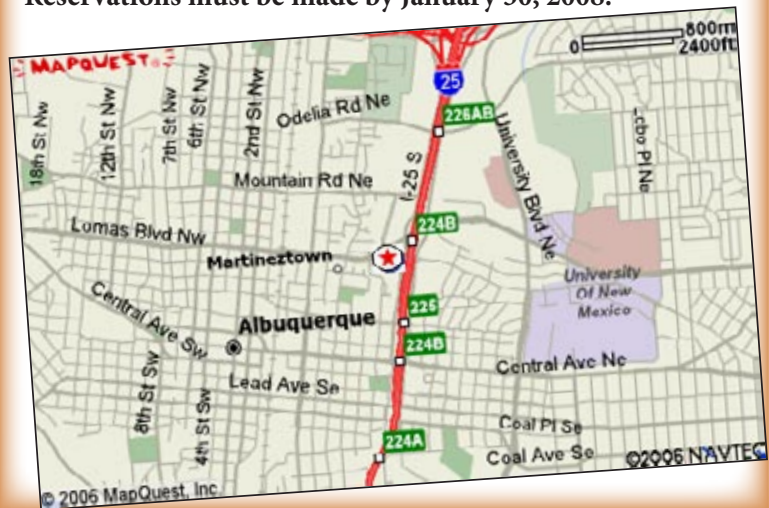 Reservations must be made by January 30, 2008.
MAPQUEST
800m
0
2400ft
25
226AB
Odelia Rd Ne
18th St Nw
12th St Nw
7th St Nw
6th St Nw
2nd St Nw
University Blvd Ne
I-25 S
Mountain Rd Ne
Lomas Blvd Nw
224B
Martineztown
University
Of New
Mexico
Central Ave Sw
Albuquerque
225
224B
Central Ave Ne
8th St Sw
4th St Sw
Lead Ave Se
Coal Pl Se
224A
Coal Ave Se
©2006 NAVTEQ
© 2006 MapQuest, Inc.